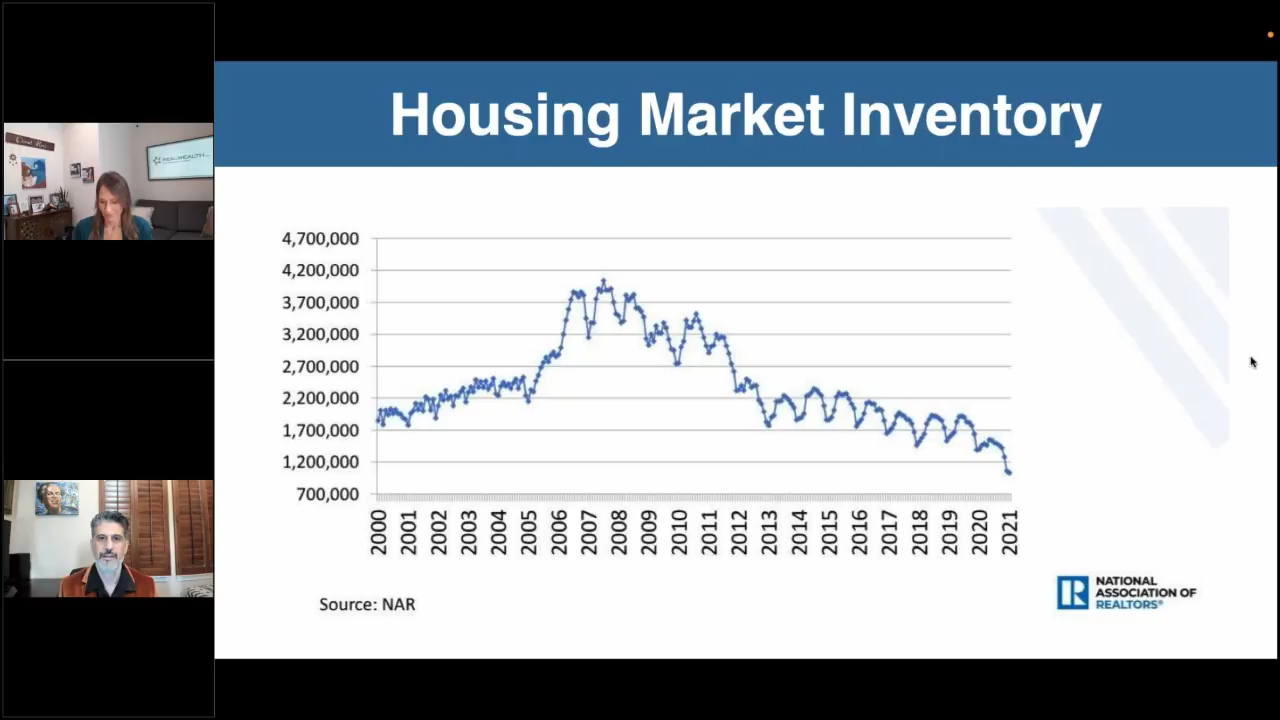 Housing Market Inventory
4,700,000
4,200,000
3,700,000
3,200,000
2,700,000
2,200,000
1,700,000
1,200,000
700,000
2000 2001 2002 2003 2004 2005 2006 2007 2008 2009 2010 2011 2012 2013 2014 2015 2016 2017 2018 2019 2020 2021
Source: NAR
NATIONAL
ASSOCIATION OF
REALTORS®